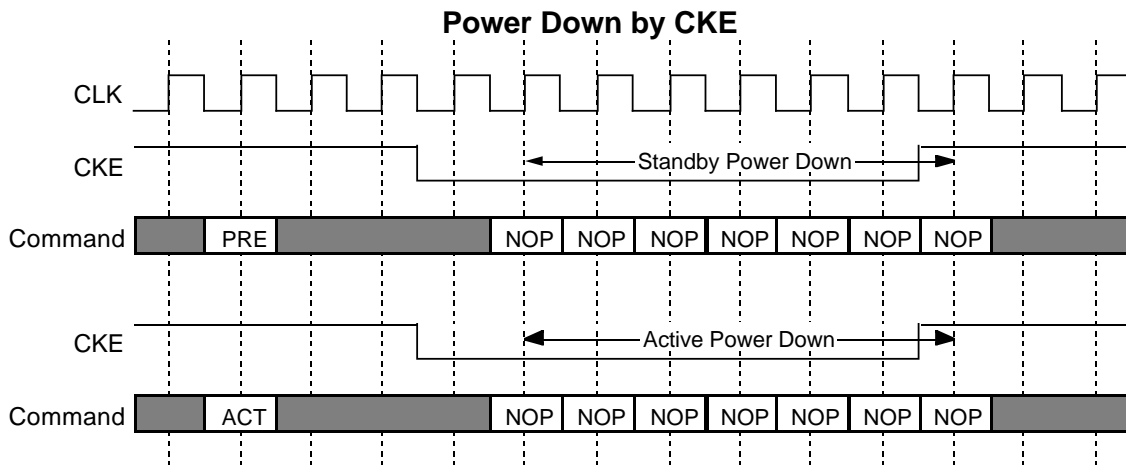 Power Down by CKE
CLK
CKE
Standby Power Down
Command
PRE
NOP NOP NOP NOP NOP NOP NOP
CKE
Active Power Down
Command
ACT
NOP NOP NOP NOP NOP NOP NOP